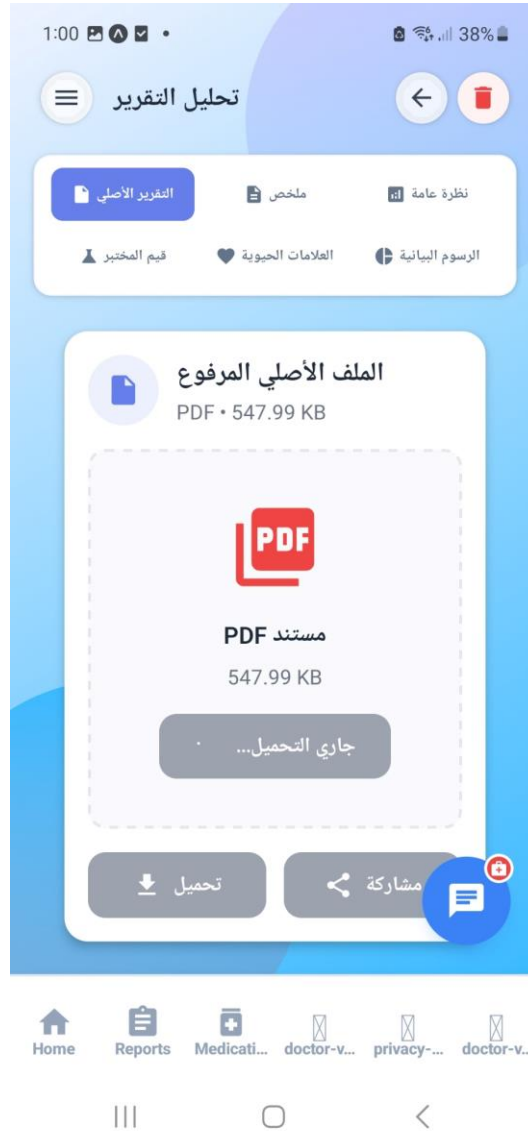 1:00
38%
تحليل التقرير
نظرة عامة
ملخص
التقرير الأصلي
الرسوم البيانية
العلامات الحيوية
قيم المختبر
الملف الأصلي المرفوع
PDF • 547.99 KB
PDF
مستند PDF
547.99 KB
جاري التحميل...
مشاركة
تحميل
Home
Reports
Medicati...
doctor-v...
privacy-...
doctor-v...